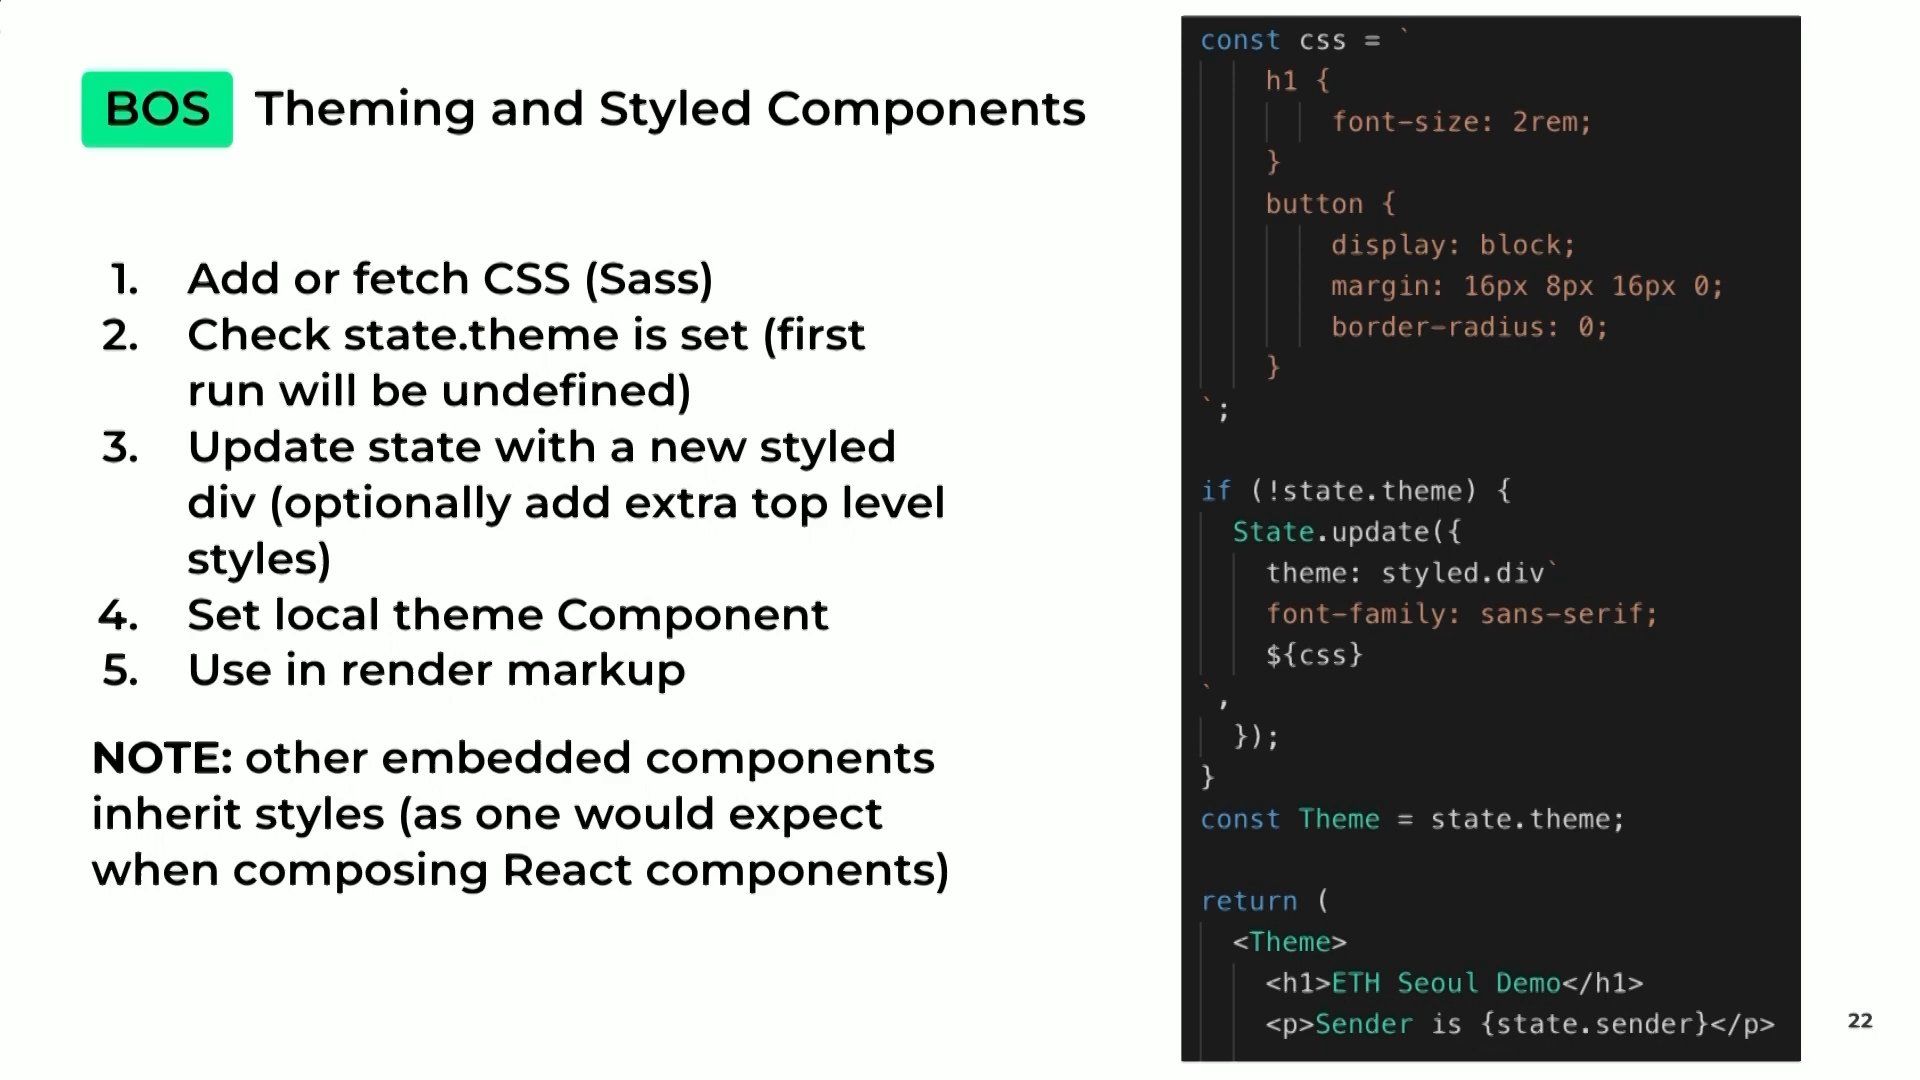 BOS Theming and Styled Components
1. Add or fetch CSS (Sass)
2. Check state.theme is set (first
run will be undefined)
3. Update state with a new styled
div (optionally add extra top level
styles)
4. Set local theme Component
5. Use in render markup
NOTE: other embedded components
inherit styles (as one would expect
when composing React components)
const css = `
h1 {
font-size: 2rem;
}
button {
display: block;
margin: 16px 8px 16px 0;
border-radius: 0;
}
`;
if (!state.theme) {
State.update({
theme: styled.div`
font-family: sans-serif;
${css}
`,
});
}
const Theme = state.theme;
return (
<Theme>
<h1>ETH Seoul Demo</h1>
<p>Sender is {state.sender}</p>
22